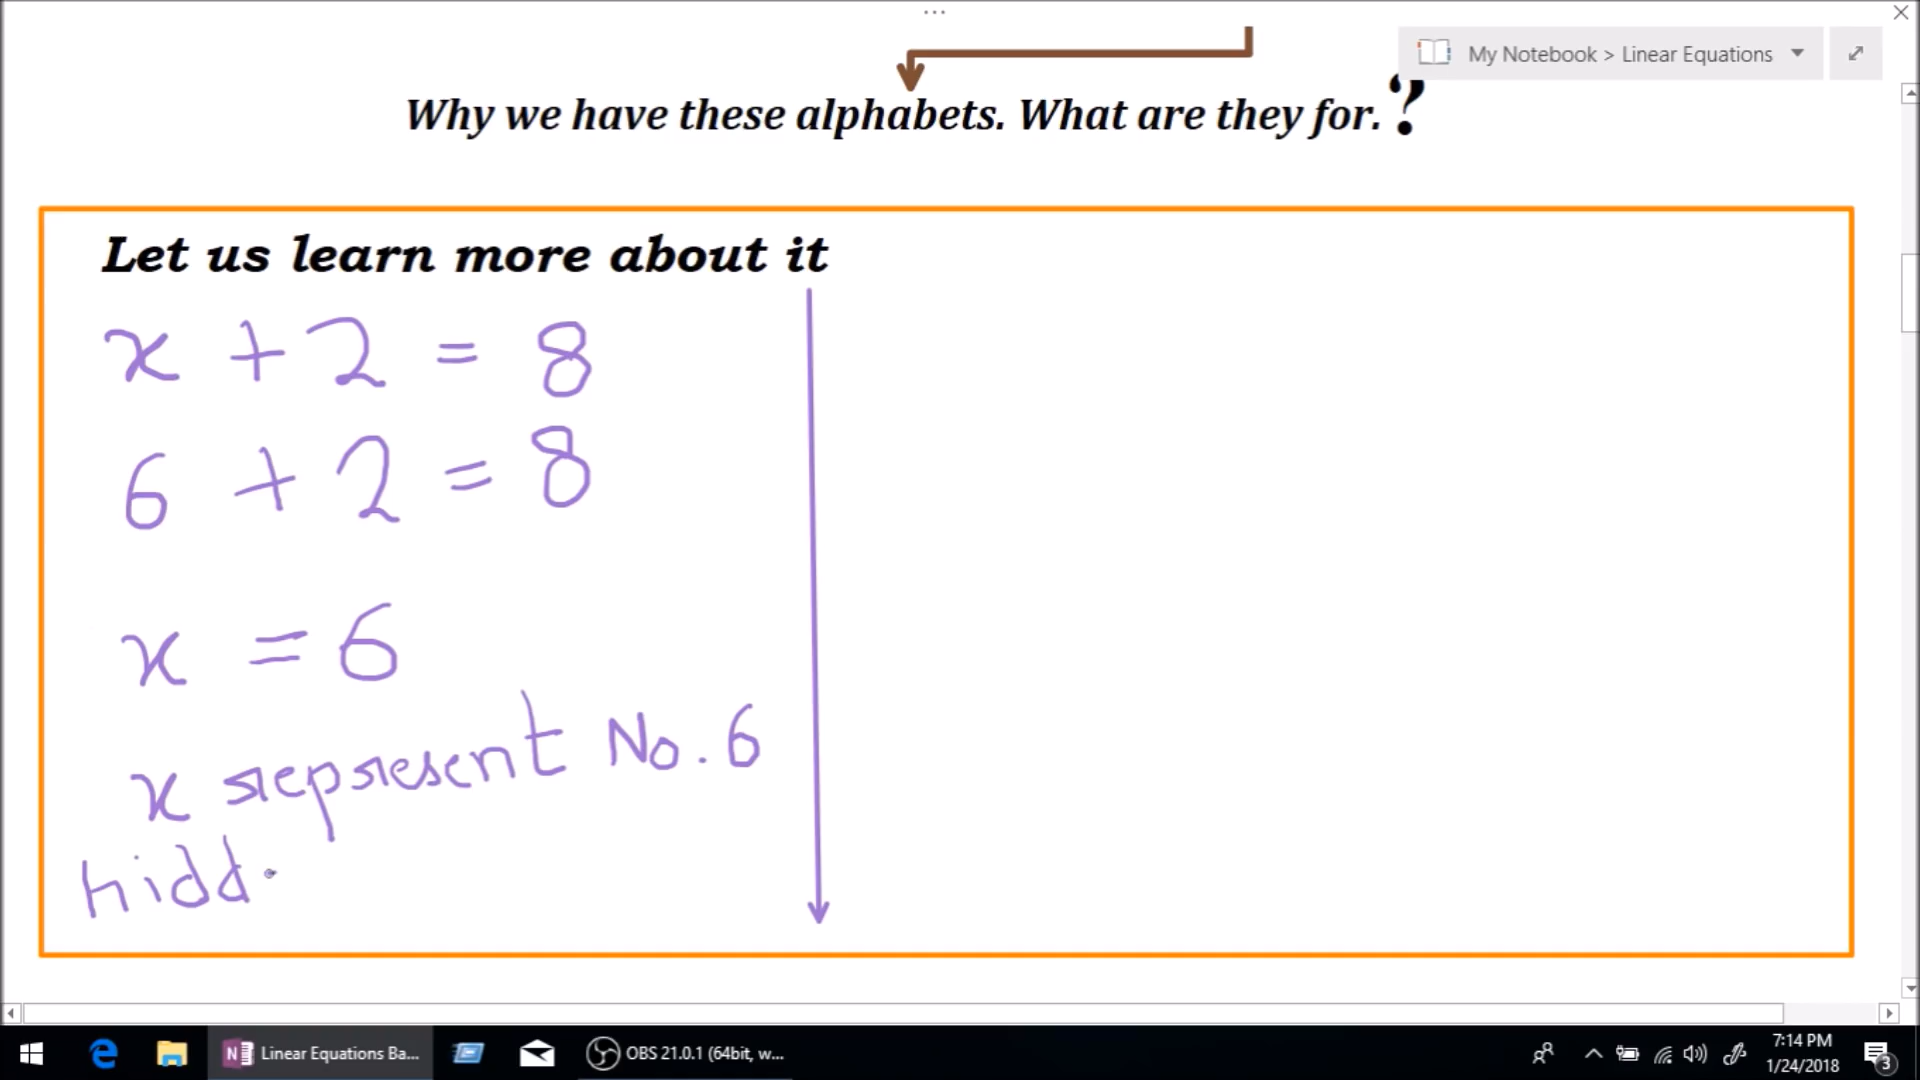 ...
My Notebook > Linear Equations
Why we have these alphabets. What are they for.?
Let us learn more about it
x + 2 = 8
6 + 2 = 8
x = 6
x represent No. 6
hidd
N Linear Equations Ba...
OBS 21.0.1 (64bit, w...
7:14 PM
1/24/2018
3